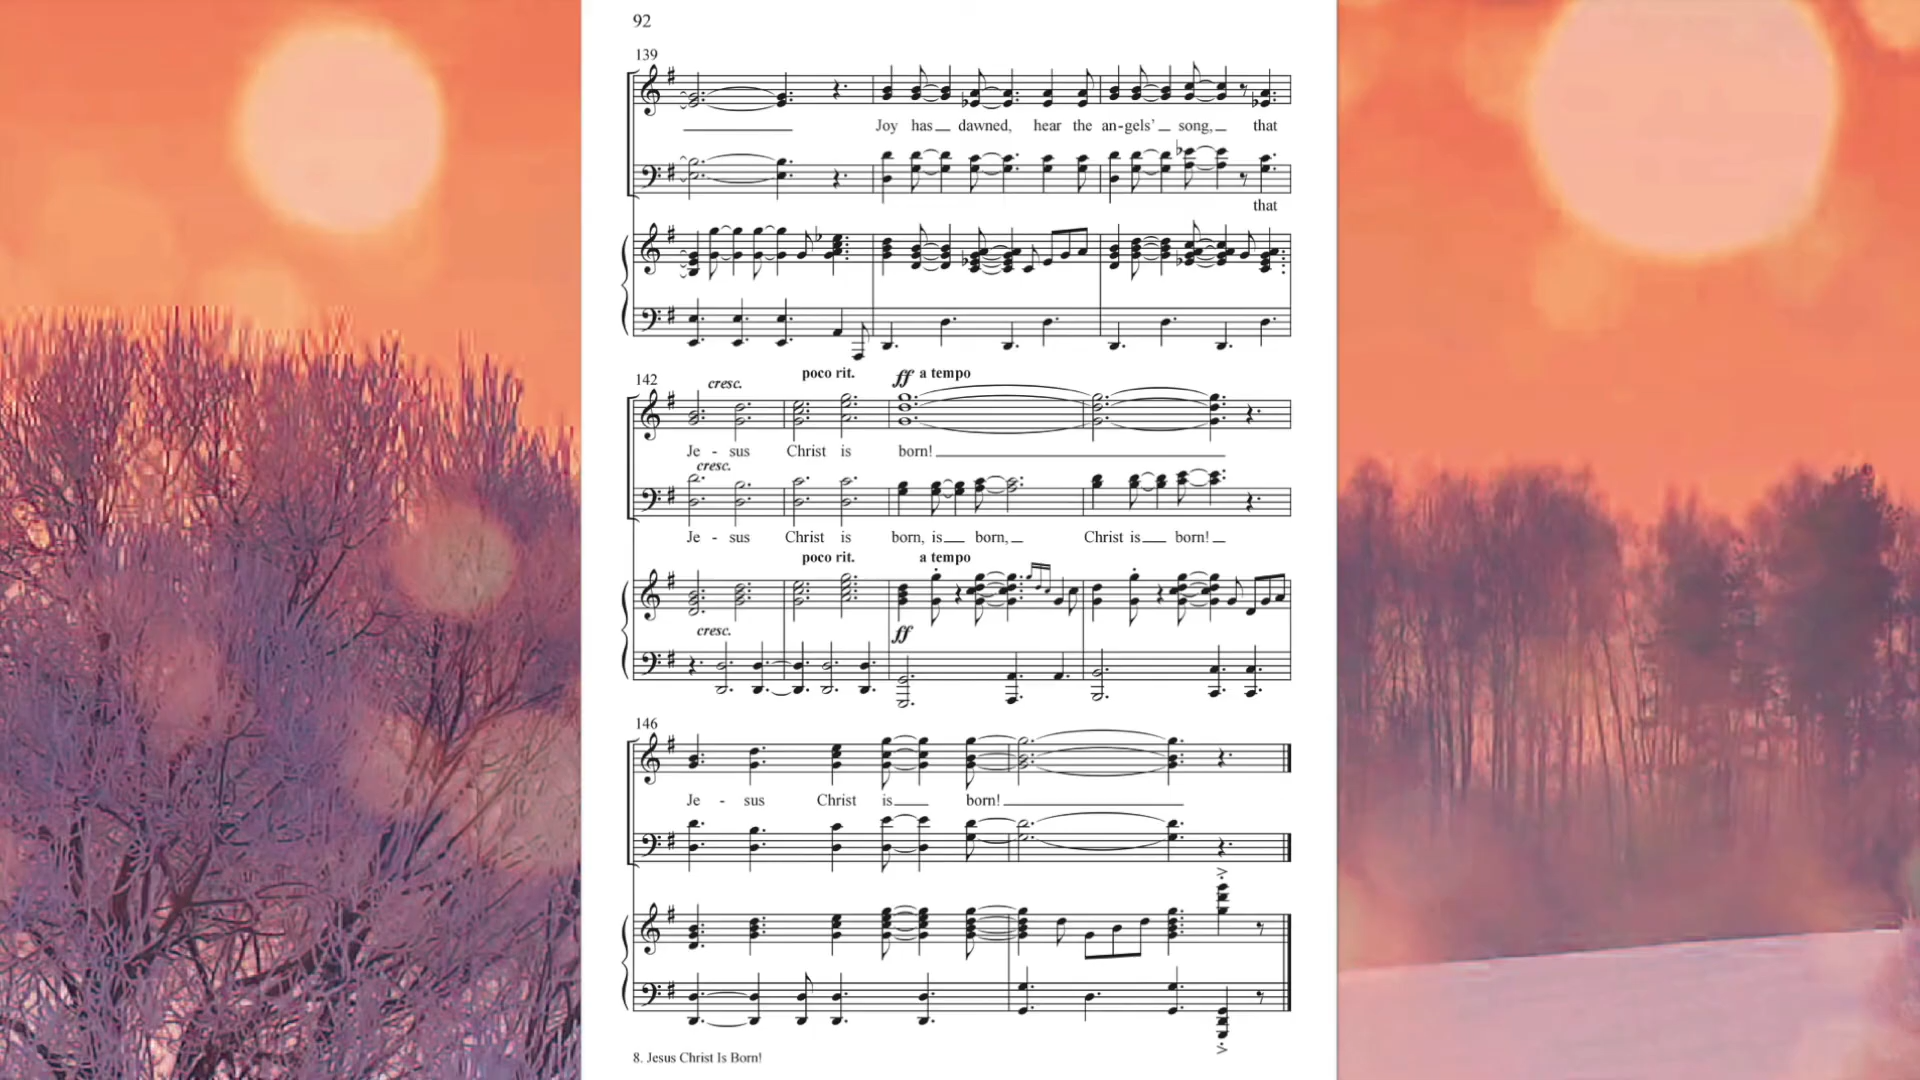 92
139
Joy has dawned, hear the an-gels' song, that
that
poco rit. ff a tempo
142 cresc.
Je - sus Christ is born!
cresc.
Je - sus Christ is born, is born, Christ is born!
poco rit. a tempo
cresc. ff
146
Je - sus Christ is born!
8. Jesus Christ Is Born!